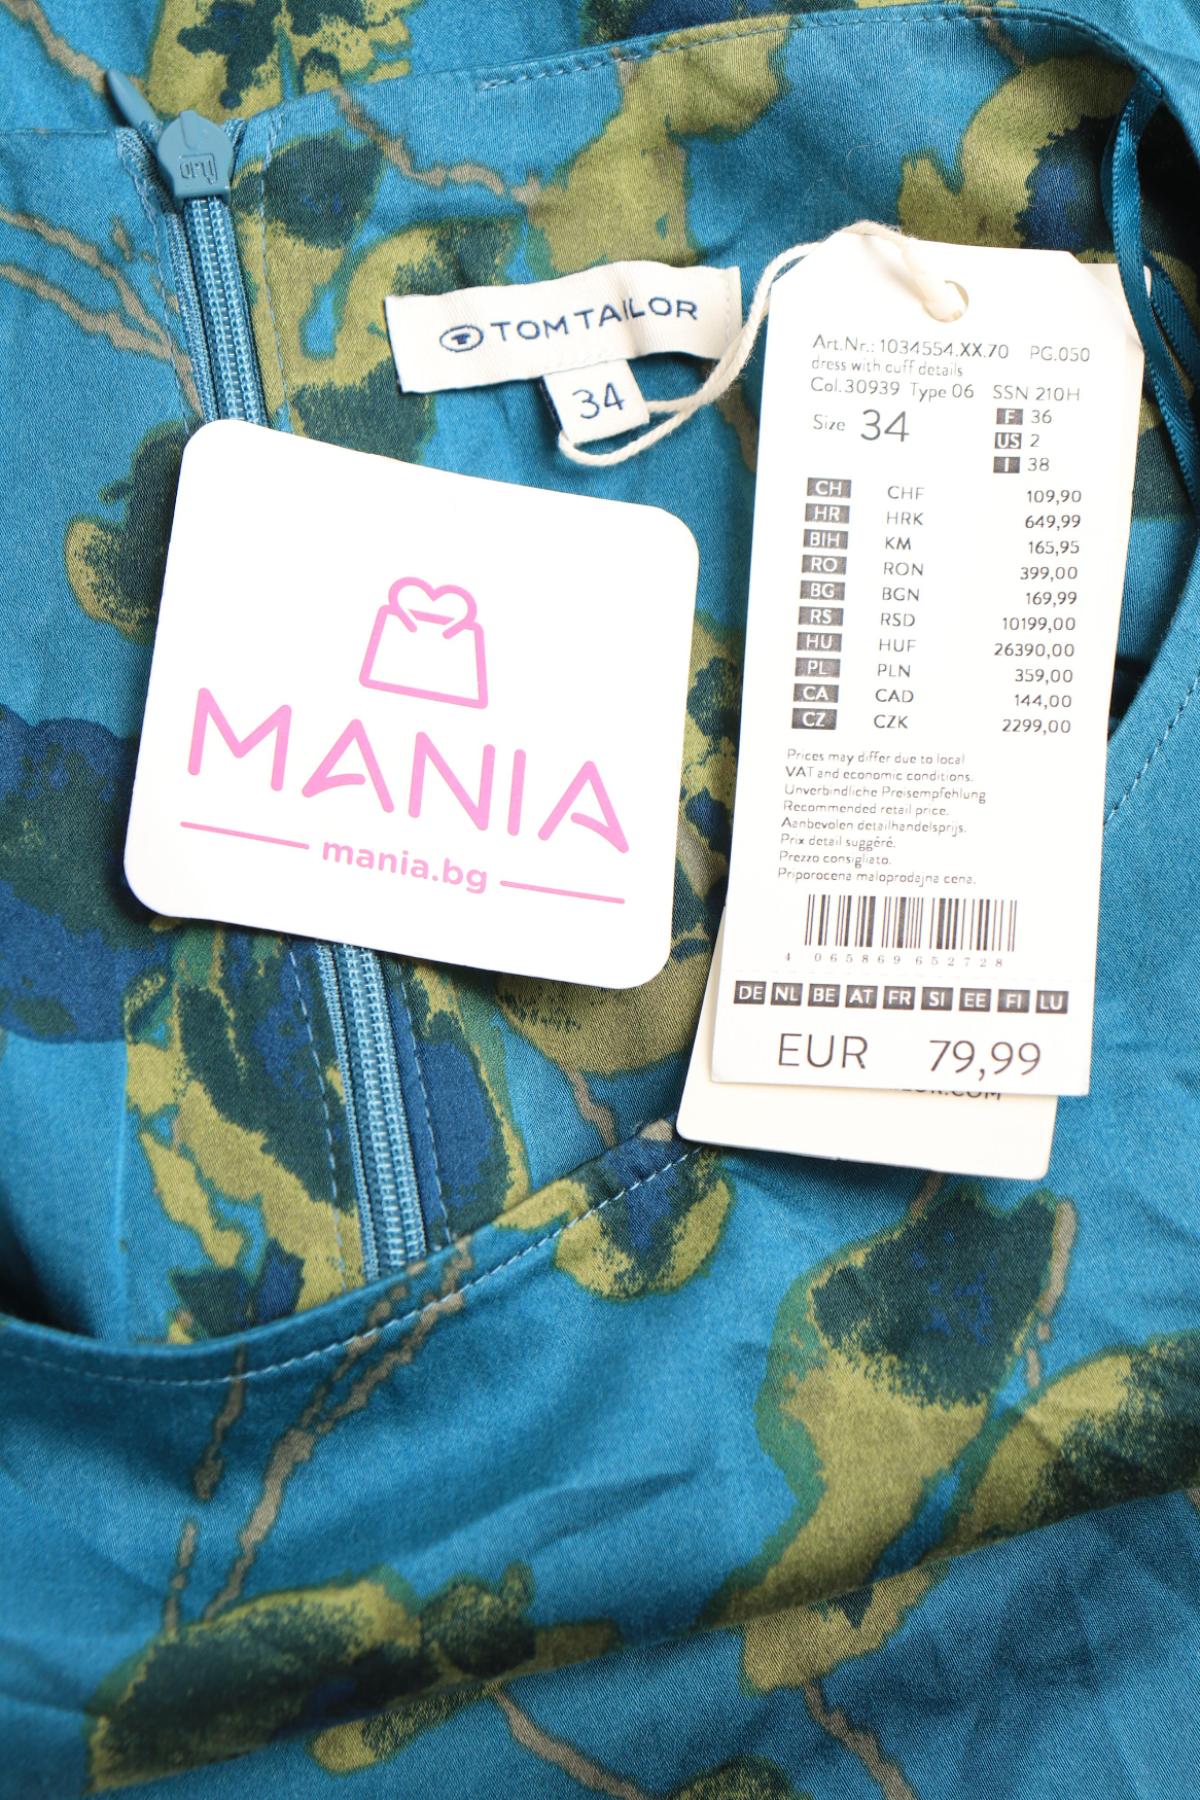 TOM TAILOR
34
MANIA
mania.bg
Art.Nr.: 1034554.XX.70 PG.050
dress with cuff details
Col.30939 Type 06 SSN 210H
Size 34
F 36
US 2
I 38
CH CHF 109,90
HR HRK 649,99
BIH KM 165,95
RO RON 399,00
BG BGN 169,99
RS RSD 10199,00
HU HUF 26390,00
PL PLN 359,00
CA CAD 144,00
CZ CZK 2299,00
Prices may differ due to local
VAT and economic conditions.
Unverbindliche Preisempfehlung
Recommended retail price.
Aanbevolen detailhandelsprijs.
Prix detail suggéré.
Prezzo consigliato.
Priporocena maloprodajna cena.
4 065869 652728
DE NL BE AT FR SI EE FI LU
EUR 79,99